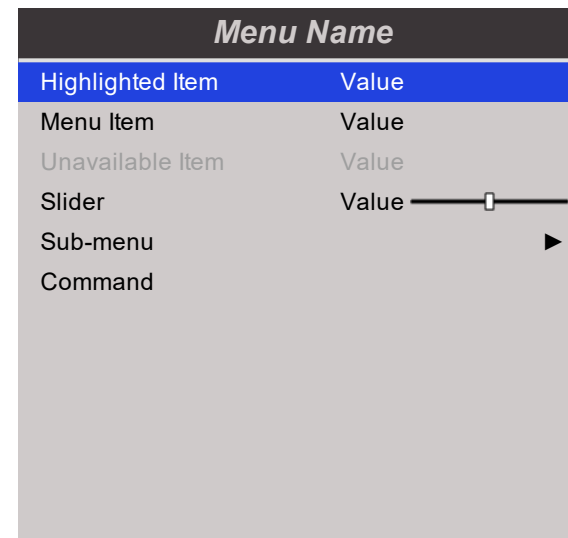 Menu Name
Highlighted Item Value
Menu Item Value
Unavailable Item Value
Slider Value
Sub-menu ►
Command